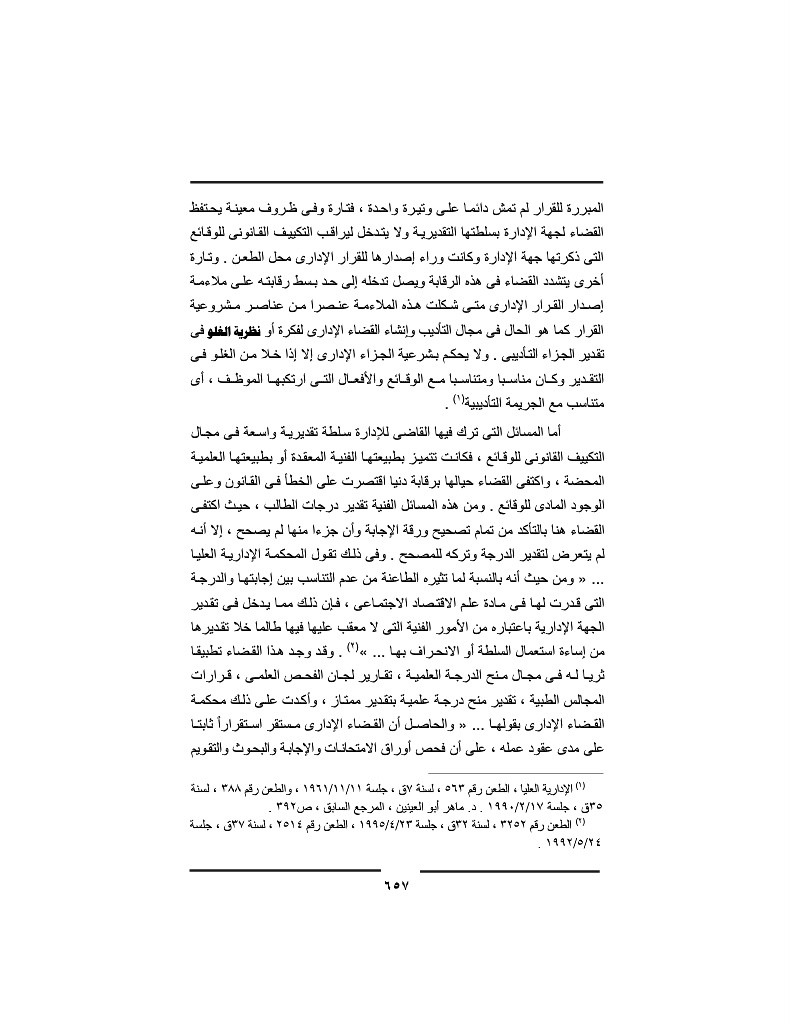 المبررة للقرار لم تمش دائما على وتيرة واحدة ، فتارة وفى ظروف معينة يحتفظ
القضاء لجهة الإدارة بسلطتها التقديرية ولا يتدخل ليراقب التكييف القانونى للوقائع
التى ذكرتها جهة الإدارة وكانت وراء إصدارها للقرار الإدارى محل الطعن . وتارة
أخرى يتشدد القضاء فى هذه الرقابة ويصل تدخله إلى حد بسط رقابته على ملاءمة
إصدار القرار الإدارى متى شكلت هذه الملاءمة عنصرا من عناصر مشروعية
القرار كما هو الحال فى مجال التأديب وإنشاء القضاء الإدارى لفكرة أو نظرية الغلو فى
تقدير الجزاء التأديبى . ولا يحكم بشرعية الجزاء الإدارى إلا إذا خلا من الغلو فى
التقدير وكان مناسبا ومتناسبا مع الوقائع والأفعال التى ارتكبها الموظف ، أى
متناسب مع الجريمة التأديبية(١) .
أما المسائل التى ترك فيها القاضى للإدارة سلطة تقديرية واسعة فى مجال
التكييف القانونى للوقائع ، فكانت تتميز بطبيعتها الفنية المعقدة أو بطبيعتها العلمية
المحضة ، واكتفى القضاء حيالها برقابة دنيا اقتصرت على الخطأ فى القانون وعلى
الوجود المادى للوقائع . ومن هذه المسائل الفنية تقدير درجات الطالب ، حيث اكتفى
القضاء هنا بالتأكد من تمام تصحيح ورقة الإجابة وأن جزءا منها لم يصحح ، إلا أنه
لم يتعرض لتقدير الدرجة وتركه للمصحح . وفى ذلك تقول المحكمة الإدارية العليا
... « ومن حيث أنه بالنسبة لما تثيره الطاعنة من عدم التناسب بين إجابتها والدرجة
التى قدرت لها فى مادة علم الاقتصاد الاجتماعى ، فإن ذلك مما يدخل فى تقدير
الجهة الإدارية باعتباره من الأمور الفنية التى لا معقب عليها فيها طالما خلا تقديرها
من إساءة استعمال السلطة أو الانحراف بها ... »(٢) . وقد وجد هذا القضاء تطبيقا
ثريا له فى مجال منح الدرجة العلمية ، تقارير لجان الفحص العلمى ، قرارات
المجالس الطبية ، تقدير منح درجة علمية بتقدير ممتاز ، وأكدت على ذلك محكمة
القضاء الإدارى بقولها ... « والحاصل أن القضاء الإدارى مستقر استقراراً ثابتا
على مدى عقود عمله ، على أن فحص أوراق الامتحانات والإجابة والبحوث والتقويم
(١) الإدارية العليا ، الطعن رقم ٥٦٣ ، لسنة ٧ق ، جلسة ١٩٦١/١١/١١ ، والطعن رقم ٣٨٨ ، لسنة
٣٥ق ، جلسة ١٩٩٠/٢/١٧ . د. ماهر أبو العينين ، المرجع السابق ، ص٣٩٢ .
(٢) الطعن رقم ٣٢٥٢ ، لسنة ٣٢ق ، جلسة ١٩٩٥/٤/٢٣ ، الطعن رقم ٢٥١٤ ، لسنة ٣٧ق ، جلسة
١٩٩٢/٥/٢٤ .
٦٥٧